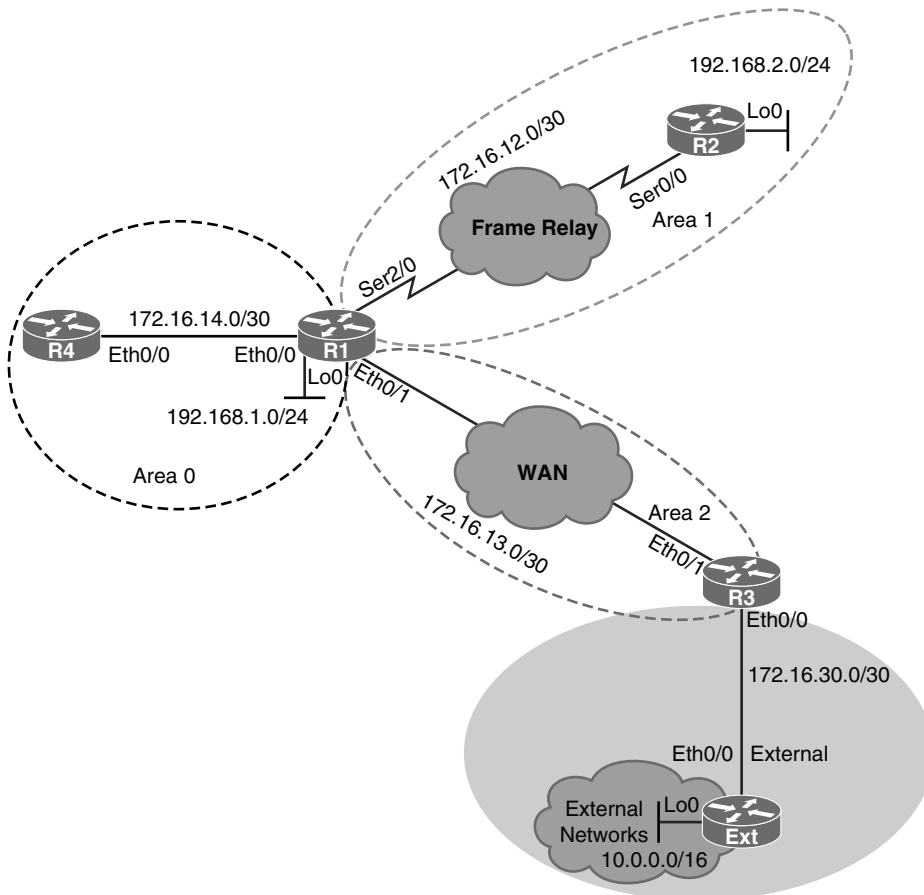 192.168.2.0/24
Lo0
R2
172.16.12.0/30
Ser0/0
Frame Relay
Area 1
Ser2/0
172.16.14.0/30
R4
Eth0/0
Eth0/0
R1
Lo0
Eth0/1
192.168.1.0/24
Area 0
WAN
Area 2
172.16.13.0/30
Eth0/1
R3
Eth0/0
172.16.30.0/30
Eth0/0
External
External
Networks
Lo0
Ext
10.0.0.0/16